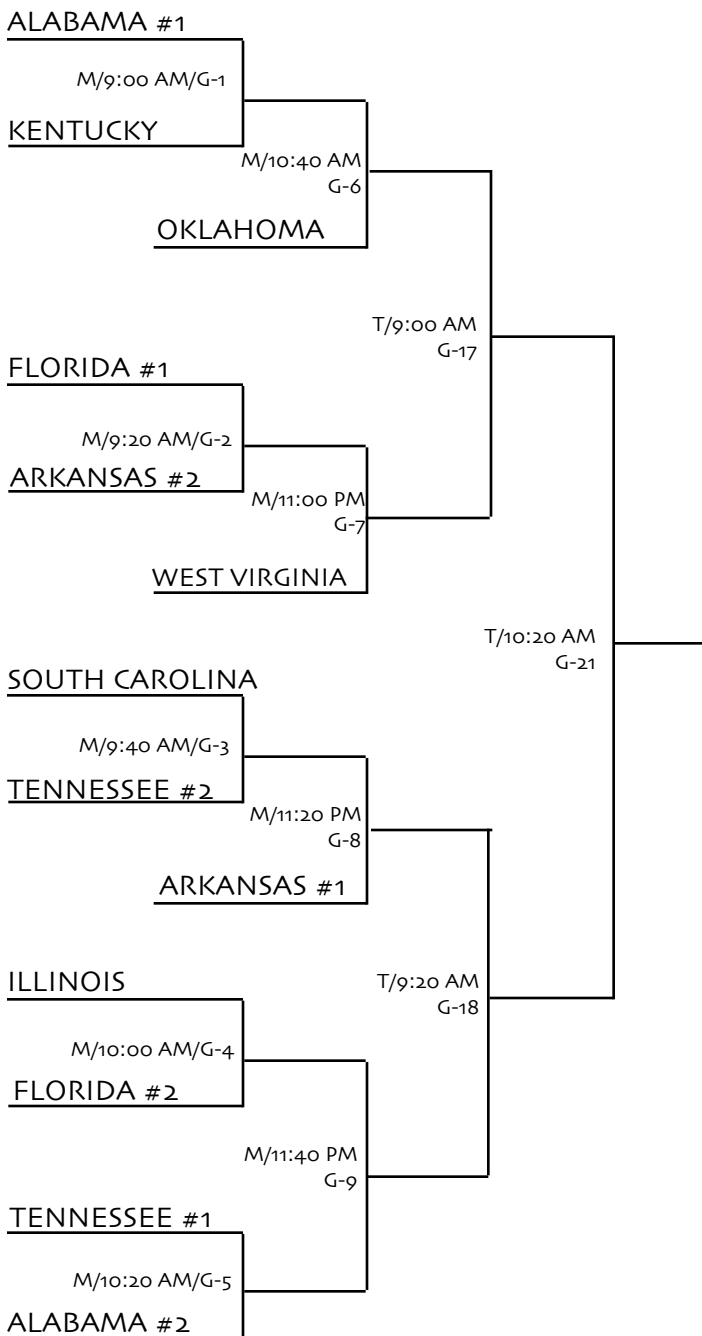 ALABAMA #1
M/9:00 AM/G-1
KENTUCKY
M/10:40 AM
G-6
OKLAHOMA
T/9:00 AM
G-17
FLORIDA #1
M/9:20 AM/G-2
ARKANSAS #2
M/11:00 PM
G-7
WEST VIRGINIA
T/10:20 AM
G-21
SOUTH CAROLINA
M/9:40 AM/G-3
TENNESSEE #2
M/11:20 PM
G-8
ARKANSAS #1
ILLINOIS
T/9:20 AM
G-18
M/10:00 AM/G-4
FLORIDA #2
M/11:40 PM
G-9
TENNESSEE #1
M/10:20 AM/G-5
ALABAMA #2